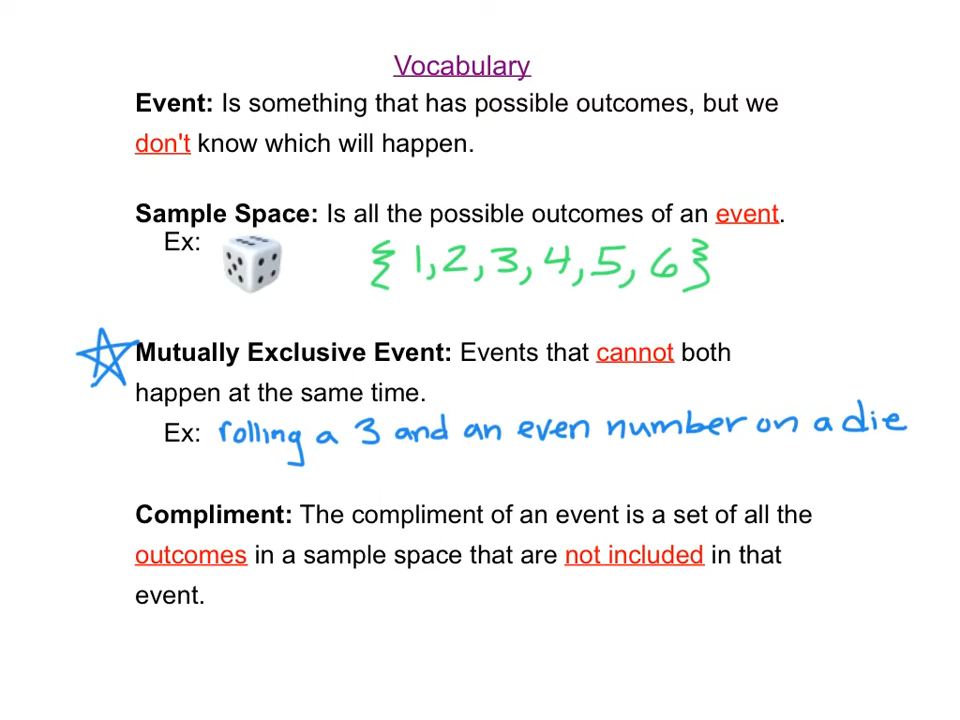 Vocabulary
Event: Is something that has possible outcomes, but we
don't know which will happen.
Sample Space: Is all the possible outcomes of an event.
Ex: {1,2,3,4,5,6}
Mutually Exclusive Event: Events that cannot both
happen at the same time.
Ex: rolling a 3 and an even number on a die
Compliment: The compliment of an event is a set of all the
outcomes in a sample space that are not included in that
event.